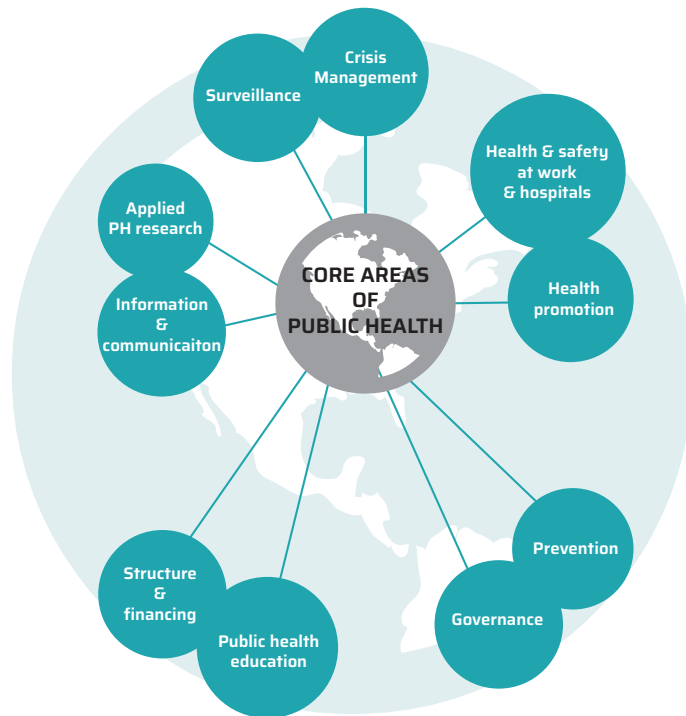 Crisis
Management
Surveillance
Health & safety
at work
& hospitals
Applied
PH research
CORE AREAS
OF
PUBLIC HEALTH
Health
promotion
Information
&
communicaiton
Prevention
Structure
&
financing
Governance
Public health
education